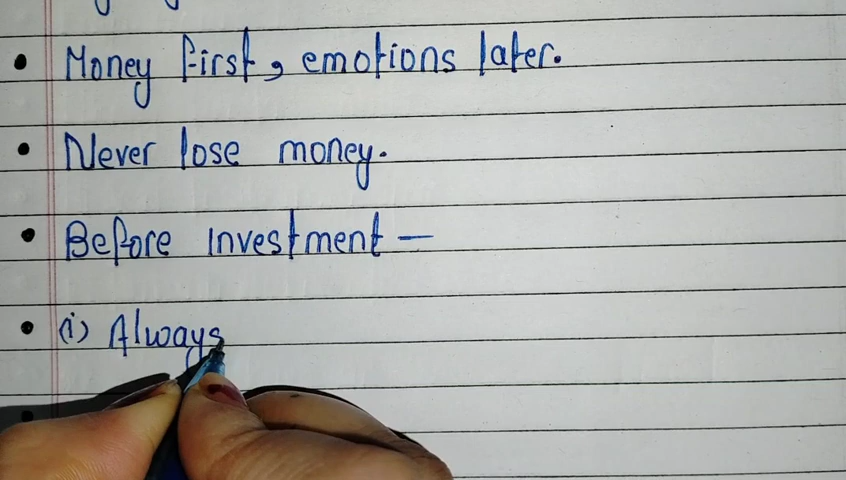 • Money first, emotions later.
• Never lose money.
• Before investment —
• (i) Always